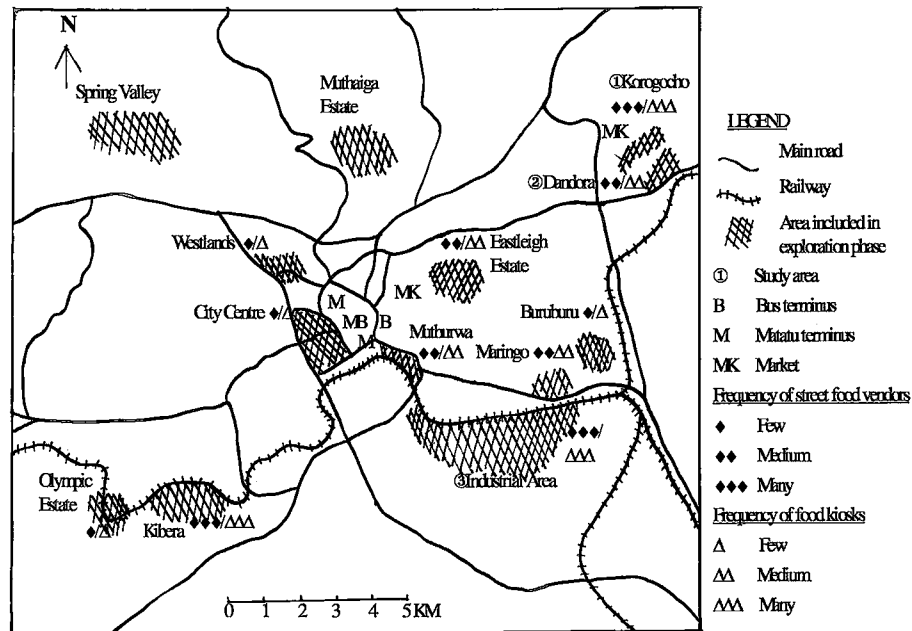 N
Spring Valley
Muthaiga
Estate
①Korogocho
♦♦♦/ΔΔΔ
MK
②Dandora ♦♦/ΔΔ
Westlands ♦/Δ
♦♦/ΔΔ Eastleigh
Estate
MK
City Centre ♦/Δ
M
MB B
M
Muthurwa
♦♦/ΔΔ
Buruburu ♦/Δ
Maringo ♦♦/ΔΔ
♦♦♦/
ΔΔΔ
③Industrial Area
Olympic
Estate
♦/Δ
Kibera ♦♦♦/ΔΔΔ
0 1 2 3 4 5KM
LEGEND
Main road
Railway
Area included in
exploration phase
① Study area
B Bus terminus
M Matatu terminus
MK Market
Frequency of street food vendors
♦ Few
♦♦ Medium
♦♦♦ Many
Frequency of food kiosks
Δ Few
ΔΔ Medium
ΔΔΔ Many